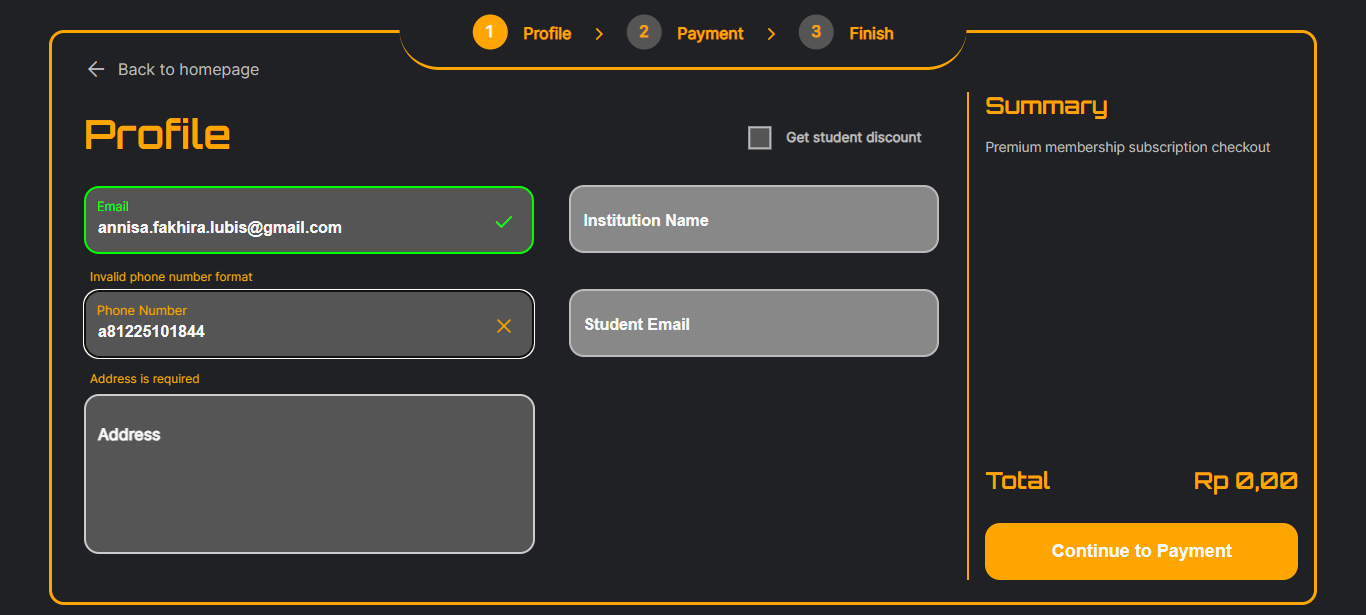 1 Profile > 2 Payment > 3 Finish
← Back to homepage
Profile
Get student discount
Email
annisa.fakhira.lubis@gmail.com
Institution Name
Invalid phone number format
Phone Number
a81225101844
Student Email
Address is required
Address
Summary
Premium membership subscription checkout
Total Rp 0,00
Continue to Payment